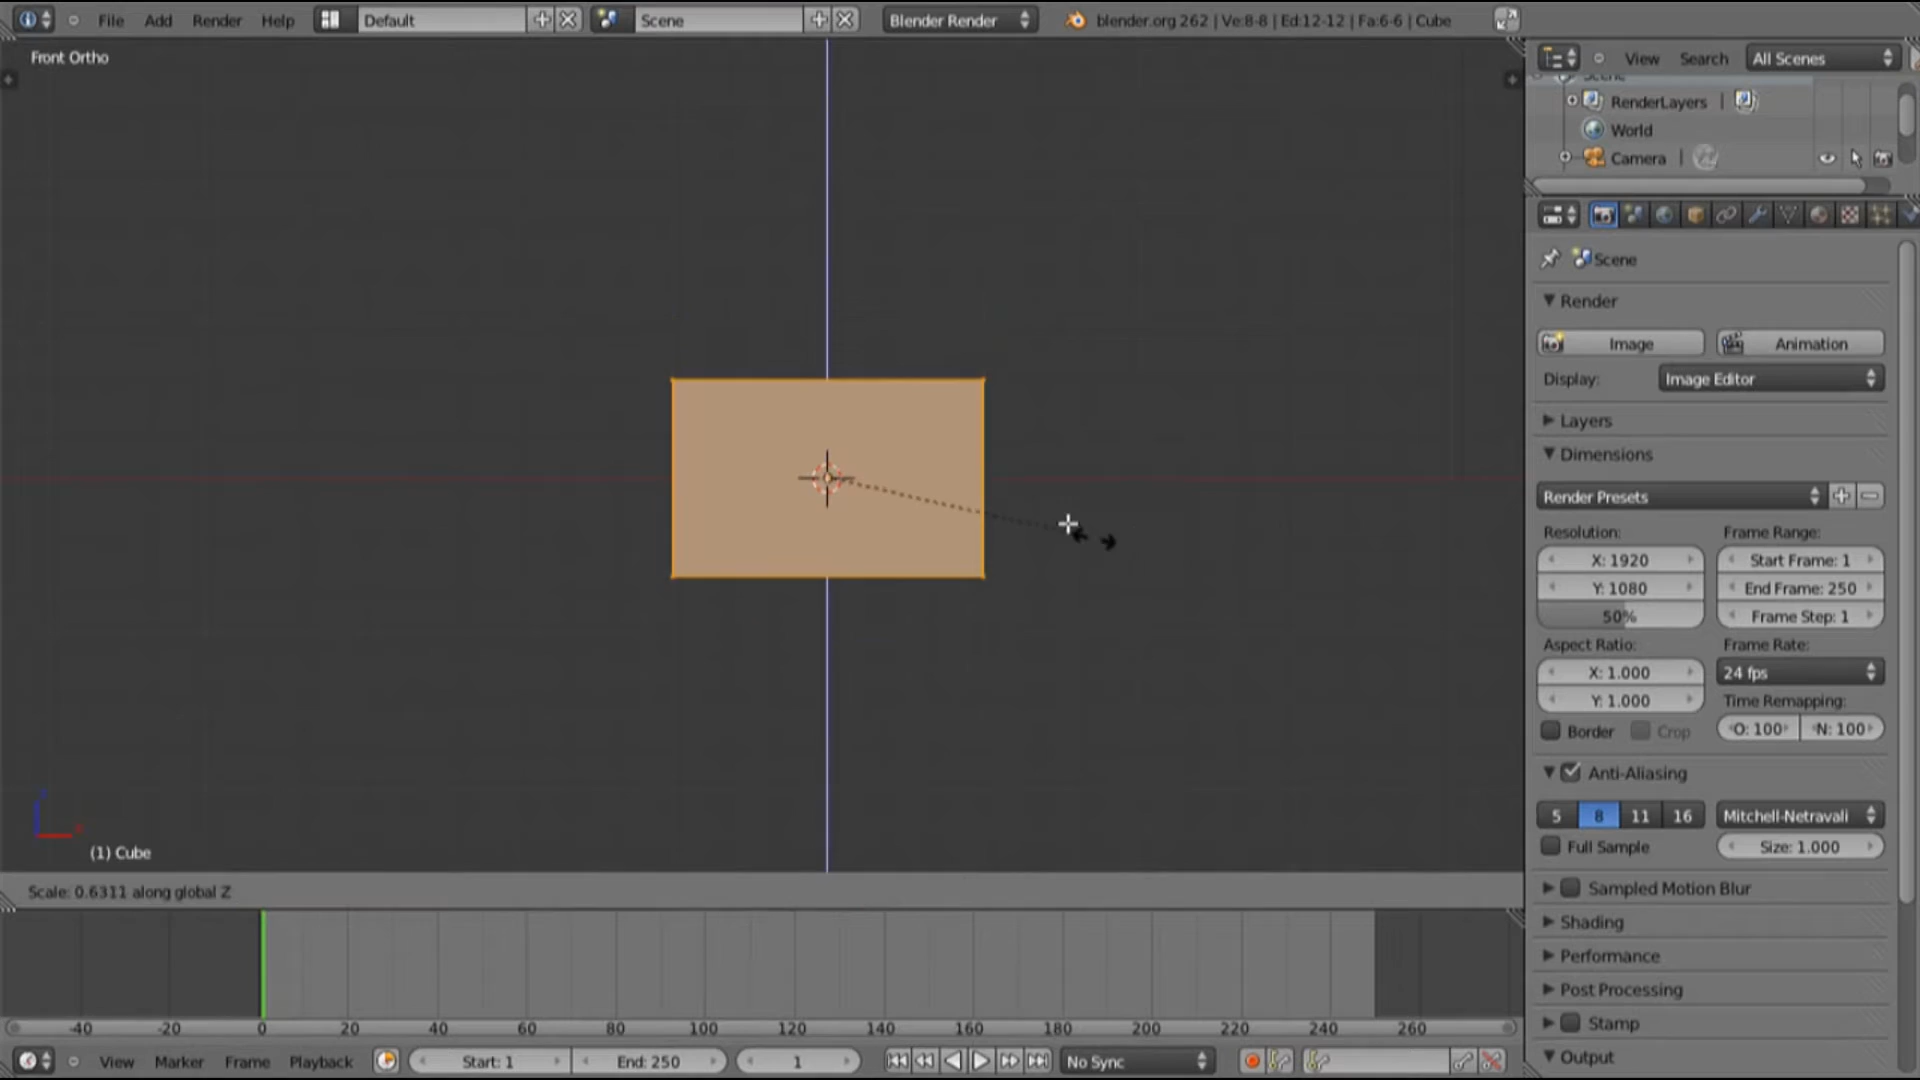 File Add Render Help Default Scene Blender Render blender.org 262 | Ve:8-8 | Ed:12-12 | Fa:6-6 | Cube
Front Ortho
View Search All Scenes
Scene
RenderLayers |
World
Camera |
Scene
Render
Image Animation
Display: Image Editor
Layers
Dimensions
Render Presets
Resolution: Frame Range:
X: 1920 Start Frame: 1
Y: 1080 End Frame: 250
50% Frame Step: 1
Aspect Ratio: Frame Rate:
X: 1.000 24 fps
Y: 1.000 Time Remapping:
Border Crop O: 100 N: 100
Anti-Aliasing
5 8 11 16 Mitchell-Netravali
Full Sample Size: 1.000
Sampled Motion Blur
Shading
Performance
Post Processing
Stamp
Output
(1) Cube
Scale: 0.6311 along global Z
-40 -20 0 20 40 60 80 100 120 140 160 180 200 220 240 260
View Marker Frame Playback Start: 1 End: 250 1 No Sync